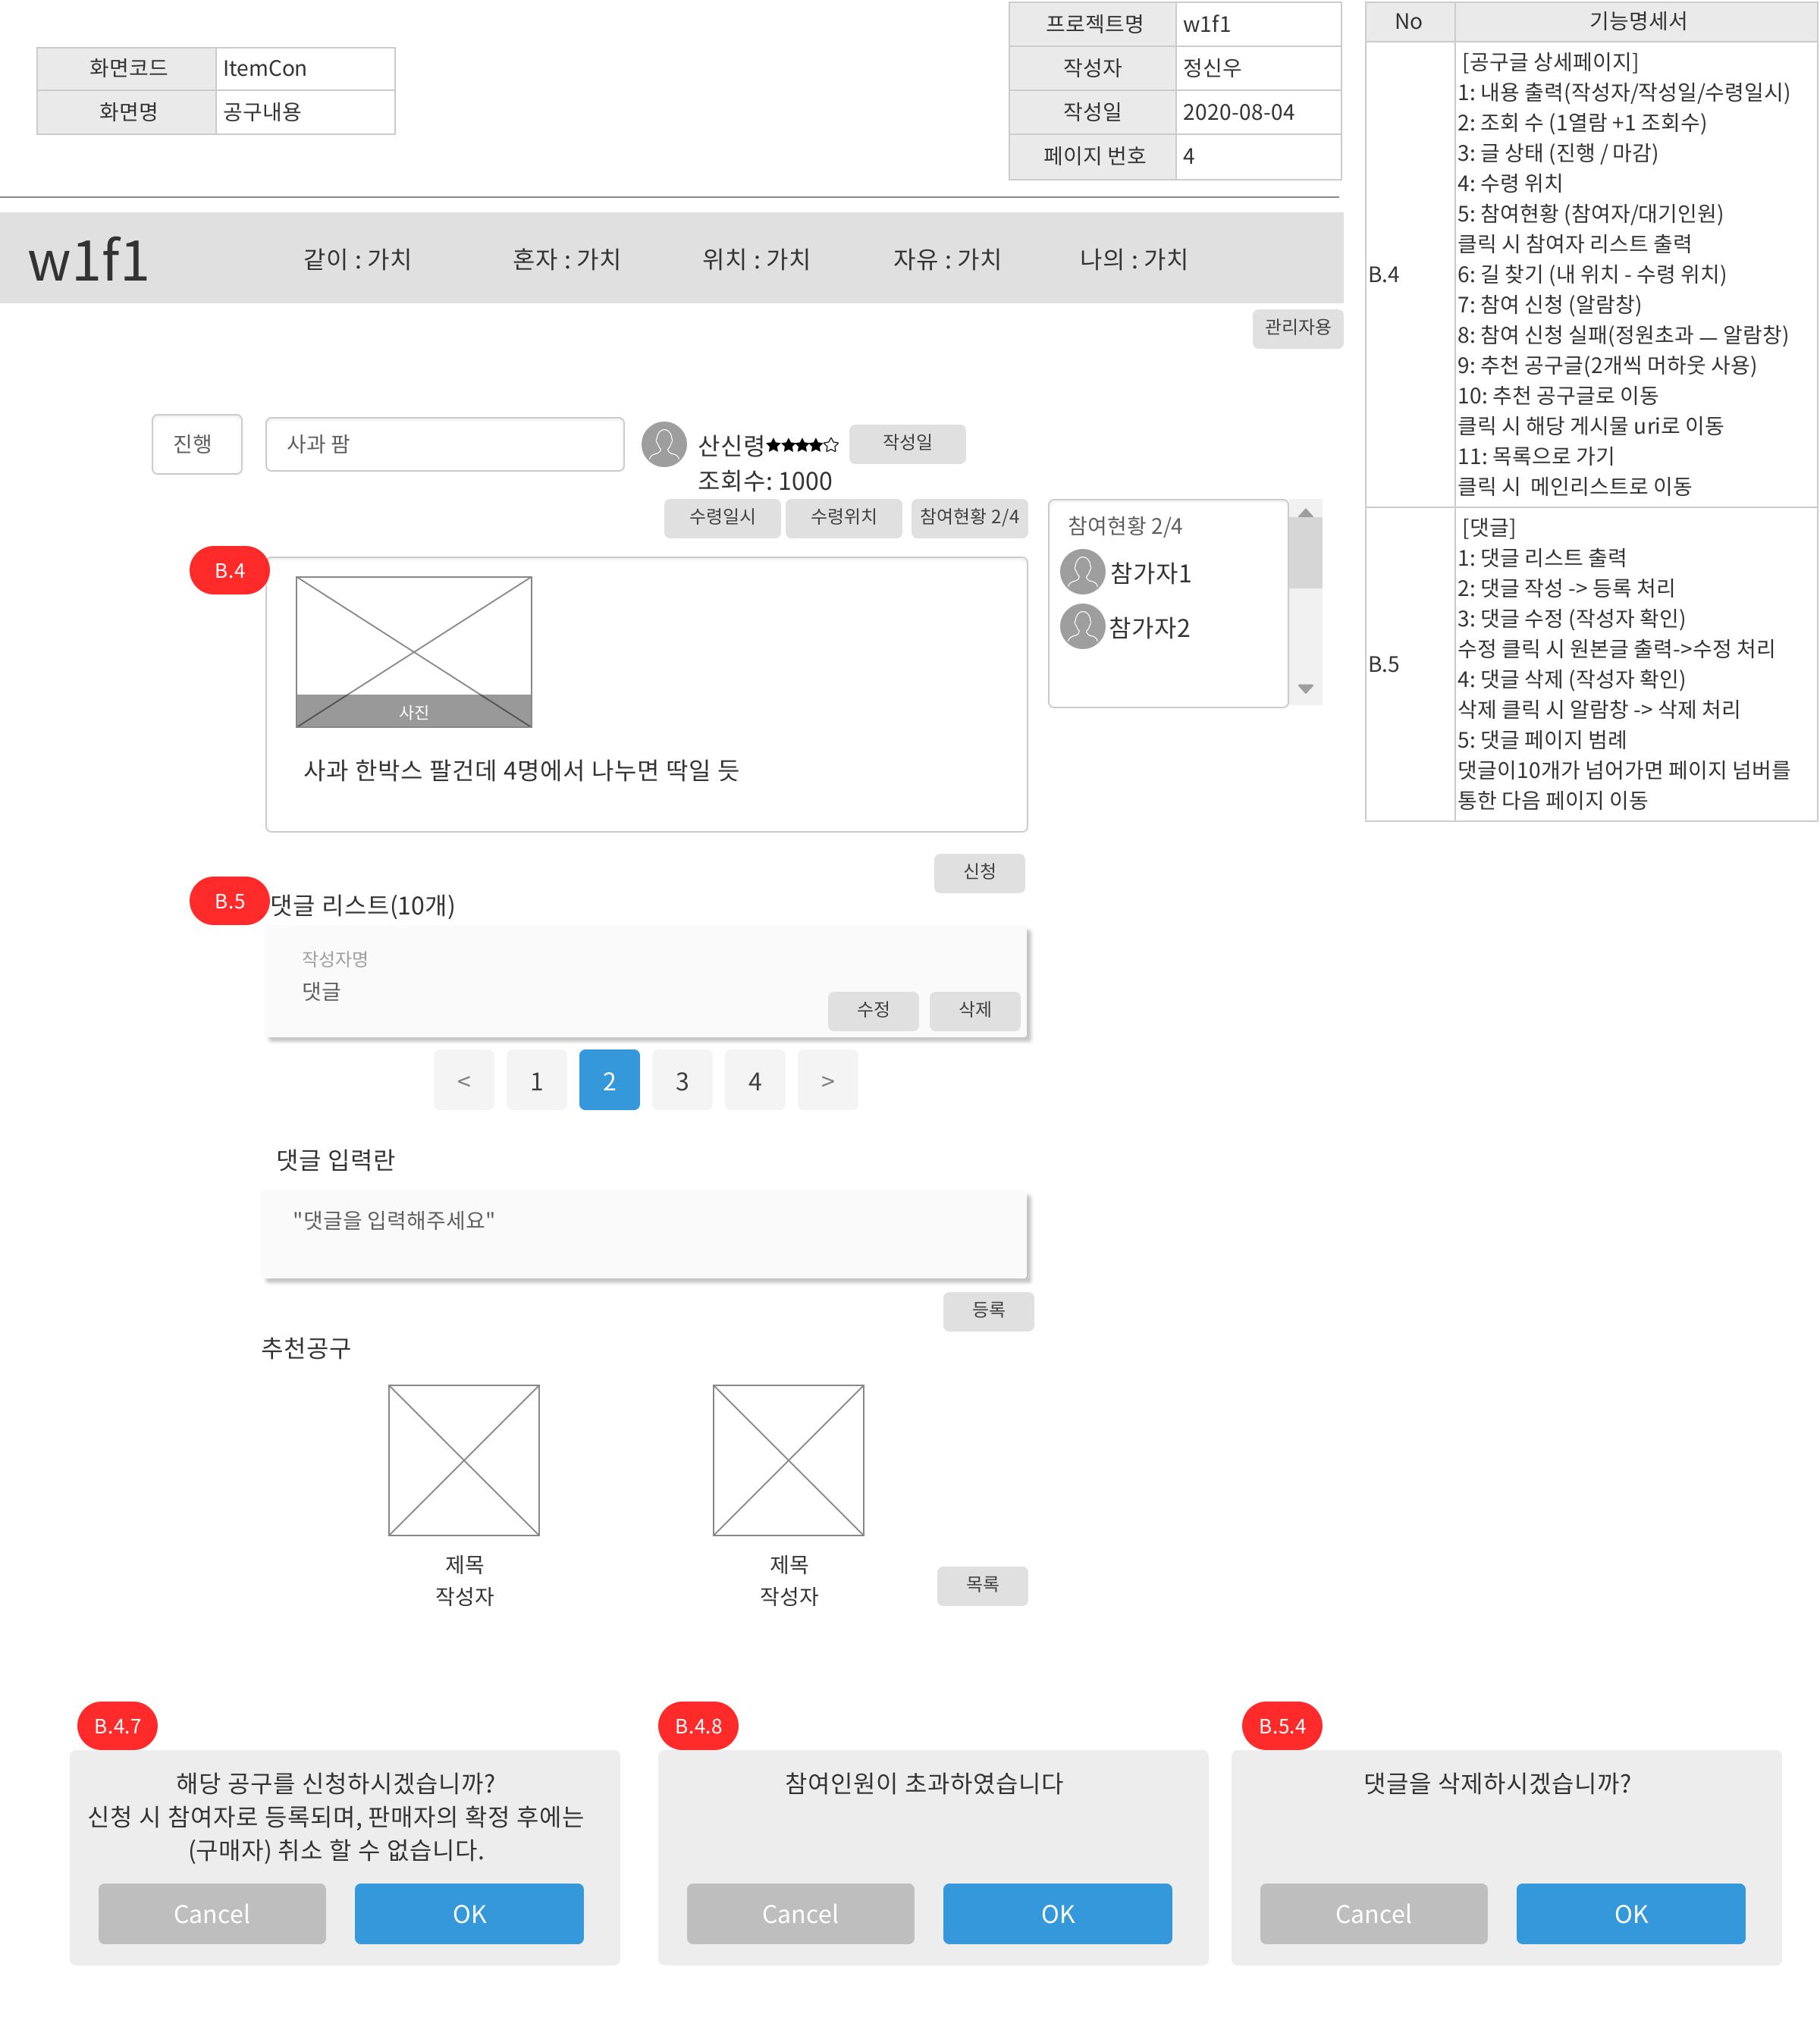 화면코드 ItemCon
화면명 공구내용
프로젝트명 w1f1
작성자 정신우
작성일 2020-08-04
페이지 번호 4
w1f1 같이 : 가치 혼자 : 가치 위치 : 가치 자유 : 가치 나의 : 가치
관리자용
진행 사과 팜 산신령★★★★☆ 작성일
조회수: 1000
수령일시 수령위치 참여현황 2/4
참여현황 2/4
참가자1
참가자2
B.4
사진
사과 한박스 팔건데 4명에서 나누면 딱일 듯
신청
B.5 댓글 리스트(10개)
작성자명
댓글
수정 삭제
< 1 2 3 4 >
댓글 입력란
"댓글을 입력해주세요"
등록
추천공구
제목 제목
작성자 작성자
목록
B.4.7
해당 공구를 신청하시겠습니까?
신청 시 참여자로 등록되며, 판매자의 확정 후에는
(구매자) 취소 할 수 없습니다.
Cancel OK
B.4.8
참여인원이 초과하였습니다
Cancel OK
B.5.4
댓글을 삭제하시겠습니까?
Cancel OK
No 기능명세서
B.4
[공구글 상세페이지]
1: 내용 출력(작성자/작성일/수령일시)
2: 조회 수 (1열람 +1 조회수)
3: 글 상태 (진행 / 마감)
4: 수령 위치
5: 참여현황 (참여자/대기인원)
클릭 시 참여자 리스트 출력
6: 길 찾기 (내 위치 - 수령 위치)
7: 참여 신청 (알람창)
8: 참여 신청 실패(정원초과 — 알람창)
9: 추천 공구글(2개씩 머하웃 사용)
10: 추천 공구글로 이동
클릭 시 해당 게시물 uri로 이동
11: 목록으로 가기
클릭 시 메인리스트로 이동
B.5
[댓글]
1: 댓글 리스트 출력
2: 댓글 작성 -> 등록 처리
3: 댓글 수정 (작성자 확인)
수정 클릭 시 원본글 출력->수정 처리
4: 댓글 삭제 (작성자 확인)
삭제 클릭 시 알람창 -> 삭제 처리
5: 댓글 페이지 범례
댓글이10개가 넘어가면 페이지 넘버를
통한 다음 페이지 이동